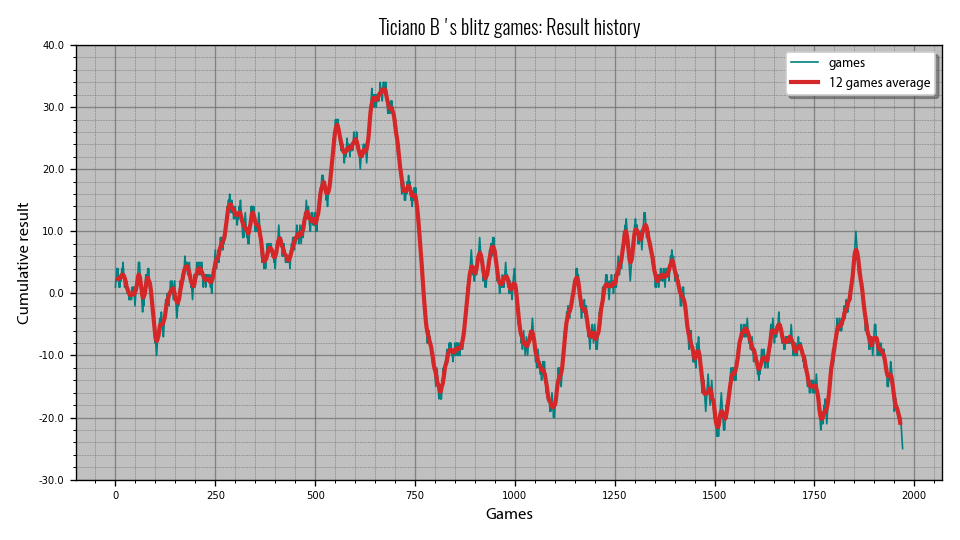 Ticiano B 's blitz games: Result history
games
12 games average
Cumulative result
40.0
30.0
20.0
10.0
0.0
-10.0
-20.0
-30.0
0 250 500 750 1000 1250 1500 1750 2000
Games